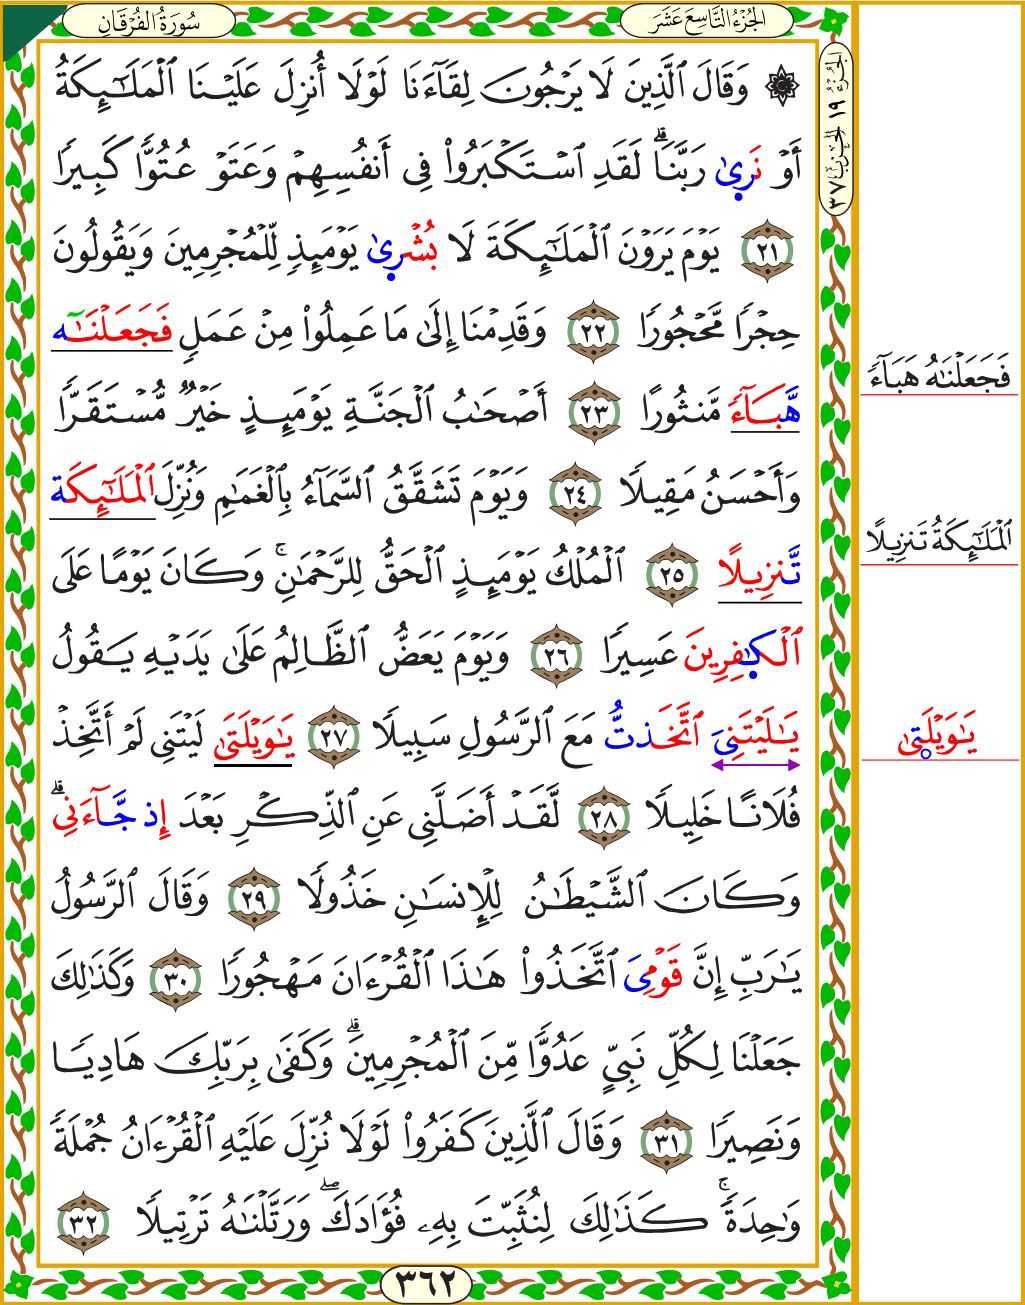 سُورَةُ الفُرْقَانِ
الجُزْءُ التَّاسِعَ عَشَرَ
الجزء ١٩ الحزب ٣٧
۞ وَقَالَ ٱلَّذِينَ لَا يَرْجُونَ لِقَآءَنَا لَوْلَا أُنزِلَ عَلَيْنَا ٱلْمَلَٰٓئِكَةُ
أَوْ نَرىٰ رَبَّنَاۗ لَقَدِ ٱسْتَكْبَرُوا۟ فِى أَنفُسِهِمْ وَعَتَوْ عُتُوًّا كَبِيرًا
٢١ يَوْمَ يَرَوْنَ ٱلْمَلَٰٓئِكَةَ لَا بُشْرىٰ يَوْمَئِذٍ لِّلْمُجْرِمِينَ وَيَقُولُونَ
حِجْرًا مَّحْجُورًا ٢٢ وَقَدِمْنَا إِلَىٰ مَا عَمِلُوا۟ مِنْ عَمَلٍ فَجَعَلْنَٰه
هَّبَآءً مَّنثُورًا ٢٣ أَصْحَٰبُ ٱلْجَنَّةِ يَوْمَئِذٍ خَيْرٌ مُّسْتَقَرًّا
وَأَحْسَنُ مَقِيلًا ٢٤ وَيَوْمَ تَشَقَّقُ ٱلسَّمَآءُ بِٱلْغَمَٰمِ وَنُزِّلَ ٱلْمَلَٰٓئِكَة
تَّنزِيلًا ٢٥ ٱلْمُلْكُ يَوْمَئِذٍ ٱلْحَقُّ لِلرَّحْمَٰنِۚ وَكَانَ يَوْمًا عَلَى
ٱلْكَٰفِرِينَ عَسِيرًا ٢٦ وَيَوْمَ يَعَضُّ ٱلظَّالِمُ عَلَىٰ يَدَيْهِ يَقُولُ
يَٰلَيْتَنِىَ ٱتَّخَذتُّ مَعَ ٱلرَّسُولِ سَبِيلًا ٢٧ يَٰوَيْلَتَىٰ لَيْتَنِى لَمْ أَتَّخِذْ
فُلَانًا خَلِيلًا ٢٨ لَّقَدْ أَضَلَّنِى عَنِ ٱلذِّكْرِ بَعْدَ إِذ جَّآءَنِىۗ
وَكَانَ ٱلشَّيْطَٰنُ لِلْإِنسَٰنِ خَذُولًا ٢٩ وَقَالَ ٱلرَّسُولُ
يَٰرَبِّ إِنَّ قَوْمِىَ ٱتَّخَذُوا۟ هَٰذَا ٱلْقُرْءَانَ مَهْجُورًا ٣٠ وَكَذَٰلِكَ
جَعَلْنَا لِكُلِّ نَبِىٍّ عَدُوًّا مِّنَ ٱلْمُجْرِمِينَۗ وَكَفَىٰ بِرَبِّكَ هَادِيًا
وَنَصِيرًا ٣١ وَقَالَ ٱلَّذِينَ كَفَرُوا۟ لَوْلَا نُزِّلَ عَلَيْهِ ٱلْقُرْءَانُ جُمْلَةً
وَٰحِدَةًۚ كَذَٰلِكَ لِنُثَبِّتَ بِهِۦ فُؤَادَكَۖ وَرَتَّلْنَٰهُ تَرْتِيلًا ٣٢
٣٦٢
فَجَعَلْنَٰهُ هَبَآءً
ٱلْمَلَٰٓئِكَةُ تَنزِيلًا
يَٰوَيْلَتىٰ